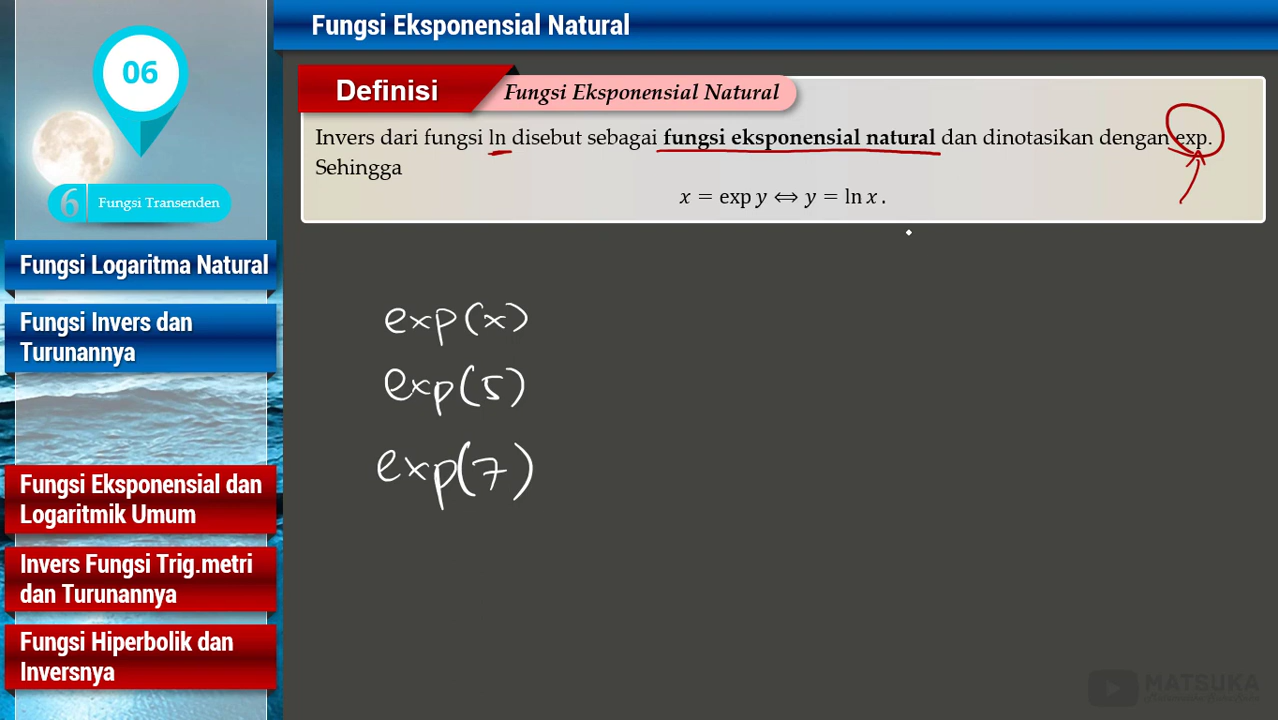 Fungsi Eksponensial Natural
06
6 Fungsi Transenden
Fungsi Logaritma Natural
Fungsi Invers dan
Turunannya
Fungsi Eksponensial dan
Logaritmik Umum
Invers Fungsi Trig.metri
dan Turunannya
Fungsi Hiperbolik dan
Inversnya
Definisi
Fungsi Eksponensial Natural
Invers dari fungsi ln disebut sebagai fungsi eksponensial natural dan dinotasikan dengan exp.
Sehingga
x = exp y ⇔ y = ln x .
exp(x)
exp(5)
exp(7)
MATSUKA